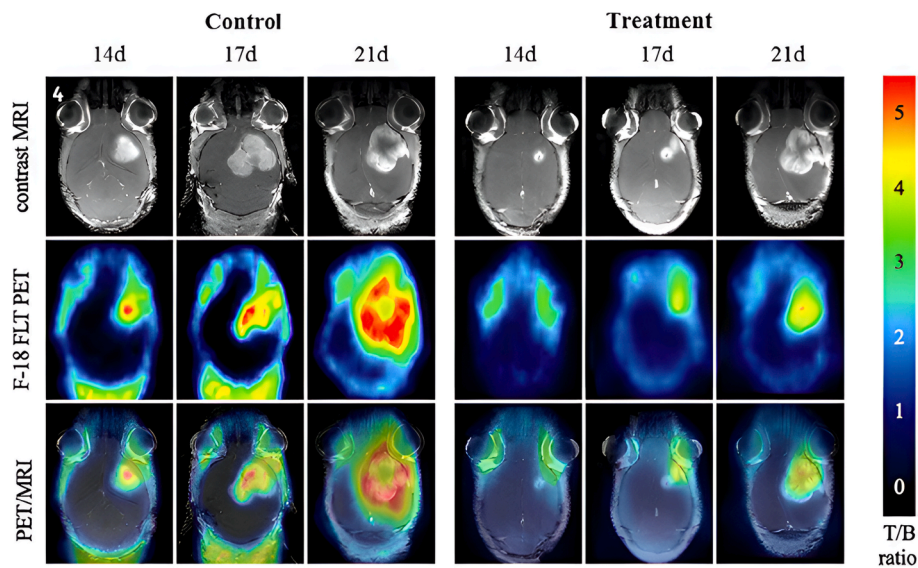 Control Treatment
14d 17d 21d 14d 17d 21d
4
contrast MRI
F-18 FLT PET
PET/MRI
5
4
3
2
1
0
T/B
ratio